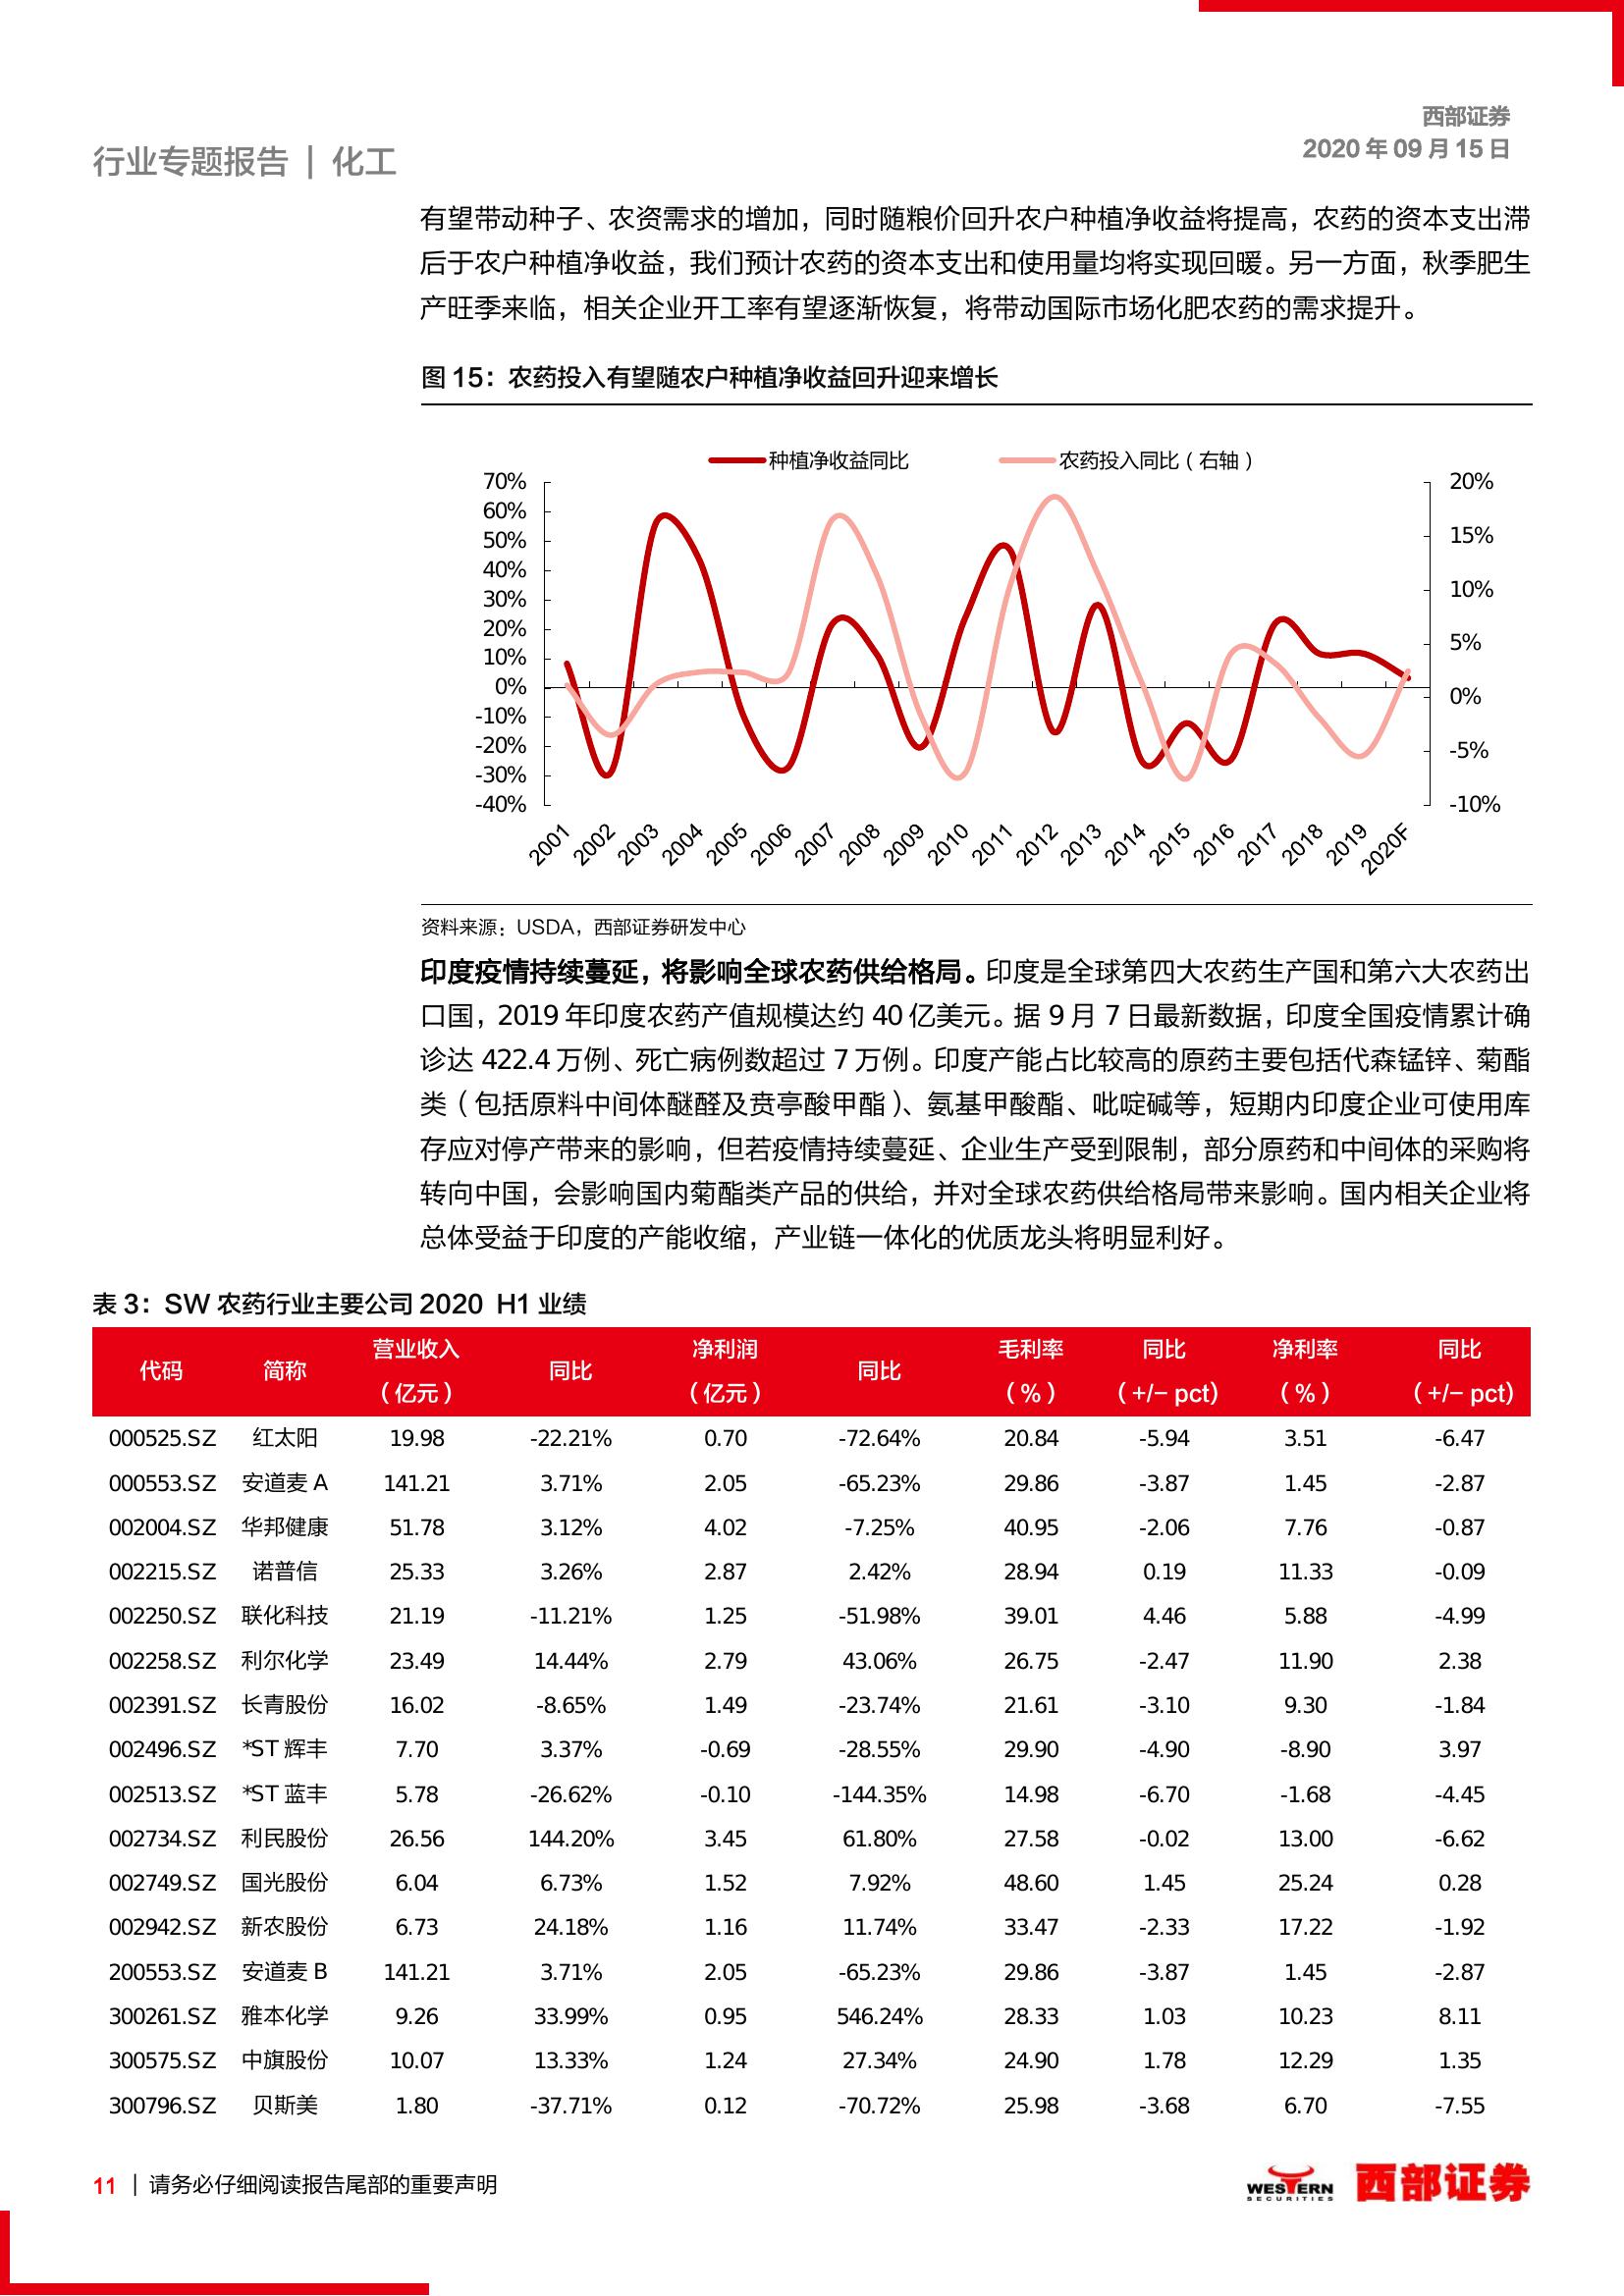 西部证券
行业专题报告 | 化工
2020 年 09 月 15 日
有望带动种子、农资需求的增加，同时随粮价回升农户种植净收益将提高，农药的资本支出滞
后于农户种植净收益，我们预计农药的资本支出和使用量均将实现回暖。另一方面，秋季肥生
产旺季来临，相关企业开工率有望逐渐恢复，将带动国际市场化肥农药的需求提升。
图 15：农药投入有望随农户种植净收益回升迎来增长
种植净收益同比 农药投入同比（右轴）
70% 20%
60%
50% 15%
40%
30% 10%
20%
10% 5%
0% 0%
-10%
-20% -5%
-30%
-40% -10%
2001 2002 2003 2004 2005 2006 2007 2008 2009 2010 2011 2012 2013 2014 2015 2016 2017 2018 2019 2020F
资料来源：USDA，西部证券研发中心
印度疫情持续蔓延，将影响全球农药供给格局。印度是全球第四大农药生产国和第六大农药出
口国，2019 年印度农药产值规模达约 40 亿美元。据 9 月 7 日最新数据，印度全国疫情累计确
诊达 422.4 万例、死亡病例数超过 7 万例。印度产能占比较高的原药主要包括代森锰锌、菊酯
类（包括原料中间体醚醛及贲亭酸甲酯）、氨基甲酸酯、吡啶碱等，短期内印度企业可使用库
存应对停产带来的影响，但若疫情持续蔓延、企业生产受到限制，部分原药和中间体的采购将
转向中国，会影响国内菊酯类产品的供给，并对全球农药供给格局带来影响。国内相关企业将
总体受益于印度的产能收缩，产业链一体化的优质龙头将明显利好。
表 3：SW 农药行业主要公司 2020 H1 业绩
代码 简称 营业收入（亿元） 同比 净利润（亿元） 同比 毛利率（%） 同比（+/- pct) 净利率（%） 同比（+/- pct)
000525.SZ 红太阳 19.98 -22.21% 0.70 -72.64% 20.84 -5.94 3.51 -6.47
000553.SZ 安道麦 A 141.21 3.71% 2.05 -65.23% 29.86 -3.87 1.45 -2.87
002004.SZ 华邦健康 51.78 3.12% 4.02 -7.25% 40.95 -2.06 7.76 -0.87
002215.SZ 诺普信 25.33 3.26% 2.87 2.42% 28.94 0.19 11.33 -0.09
002250.SZ 联化科技 21.19 -11.21% 1.25 -51.98% 39.01 4.46 5.88 -4.99
002258.SZ 利尔化学 23.49 14.44% 2.79 43.06% 26.75 -2.47 11.90 2.38
002391.SZ 长青股份 16.02 -8.65% 1.49 -23.74% 21.61 -3.10 9.30 -1.84
002496.SZ *ST 辉丰 7.70 3.37% -0.69 -28.55% 29.90 -4.90 -8.90 3.97
002513.SZ *ST 蓝丰 5.78 -26.62% -0.10 -144.35% 14.98 -6.70 -1.68 -4.45
002734.SZ 利民股份 26.56 144.20% 3.45 61.80% 27.58 -0.02 13.00 -6.62
002749.SZ 国光股份 6.04 6.73% 1.52 7.92% 48.60 1.45 25.24 0.28
002942.SZ 新农股份 6.73 24.18% 1.16 11.74% 33.47 -2.33 17.22 -1.92
200553.SZ 安道麦 B 141.21 3.71% 2.05 -65.23% 29.86 -3.87 1.45 -2.87
300261.SZ 雅本化学 9.26 33.99% 0.95 546.24% 28.33 1.03 10.23 8.11
300575.SZ 中旗股份 10.07 13.33% 1.24 27.34% 24.90 1.78 12.29 1.35
300796.SZ 贝斯美 1.80 -37.71% 0.12 -70.72% 25.98 -3.68 6.70 -7.55
11 | 请务必仔细阅读报告尾部的重要声明
WESTERN
SECURITIES
西部证券